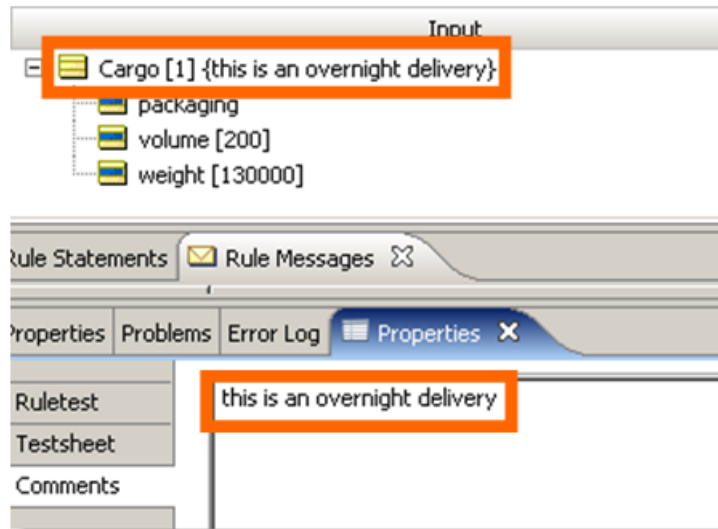 Input
Cargo [1] {this is an overnight delivery}
packaging
volume [200]
weight [130000]
Rule Statements Rule Messages
Properties Problems Error Log Properties
Ruletest this is an overnight delivery
Testsheet
Comments